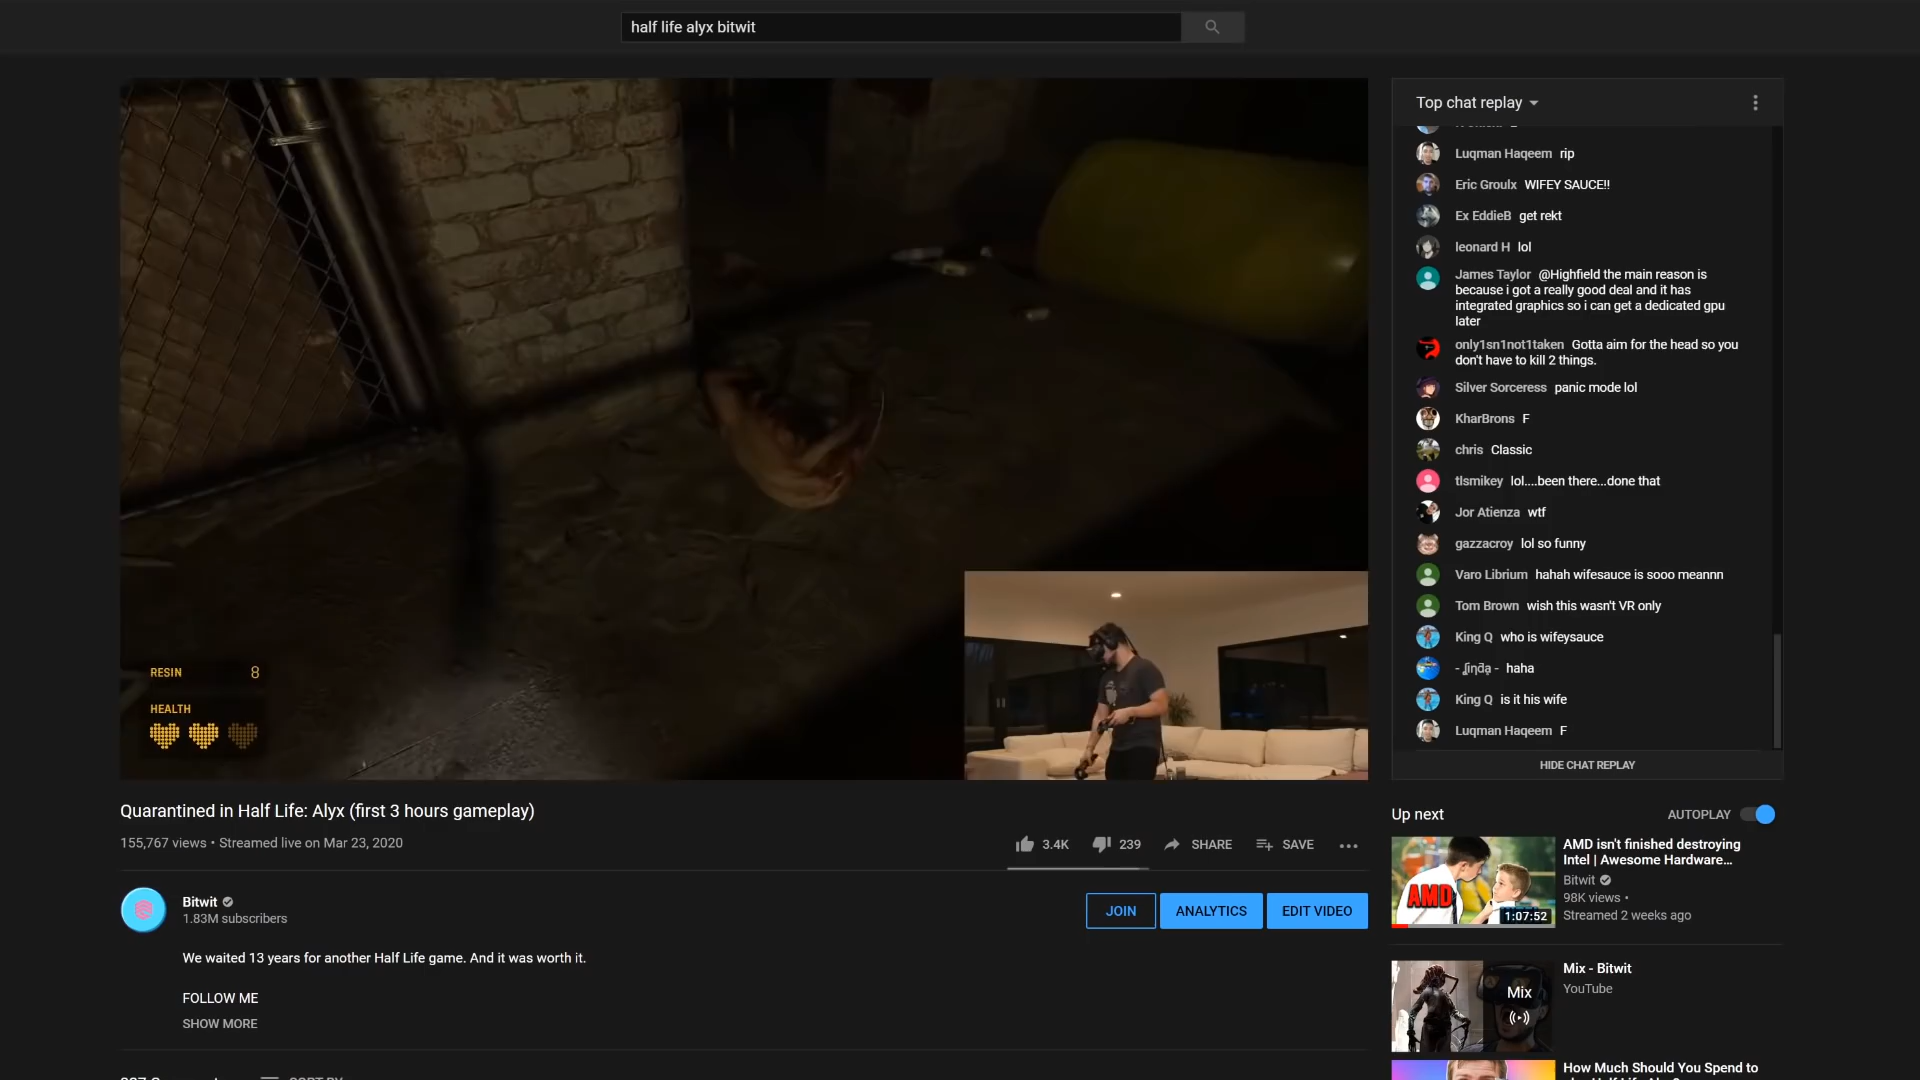 half life alyx bitwit
Top chat replay
Luqman Haqeem rip
Eric Groulx WIFEY SAUCE!!
Ex EddieB get rekt
leonard H lol
James Taylor @Highfield the main reason is
because i got a really good deal and it has
integrated graphics so i can get a dedicated gpu
later
only1sn1not1taken Gotta aim for the head so you
don't have to kill 2 things.
Silver Sorceress panic mode lol
KharBrons F
chris Classic
tlsmikey lol....been there...done that
Jor Atienza wtf
gazzacroy lol so funny
Varo Librium hahah wifesauce is sooo meannn
Tom Brown wish this wasn't VR only
King Q who is wifeysauce
haha
King Q is it his wife
Luqman Haqeem F
HIDE CHAT REPLAY
RESIN 8
HEALTH
Quarantined in Half Life: Alyx (first 3 hours gameplay)
155,767 views • Streamed live on Mar 23, 2020
3.4K 239 SHARE SAVE
Bitwit
1.83M subscribers
JOIN ANALYTICS EDIT VIDEO
We waited 13 years for another Half Life game. And it was worth it.
FOLLOW ME
SHOW MORE
Up next AUTOPLAY
AMD
1:07:52
AMD isn't finished destroying
Intel | Awesome Hardware...
Bitwit
98K views •
Streamed 2 weeks ago
Mix
Mix - Bitwit
YouTube
How Much Should You Spend to